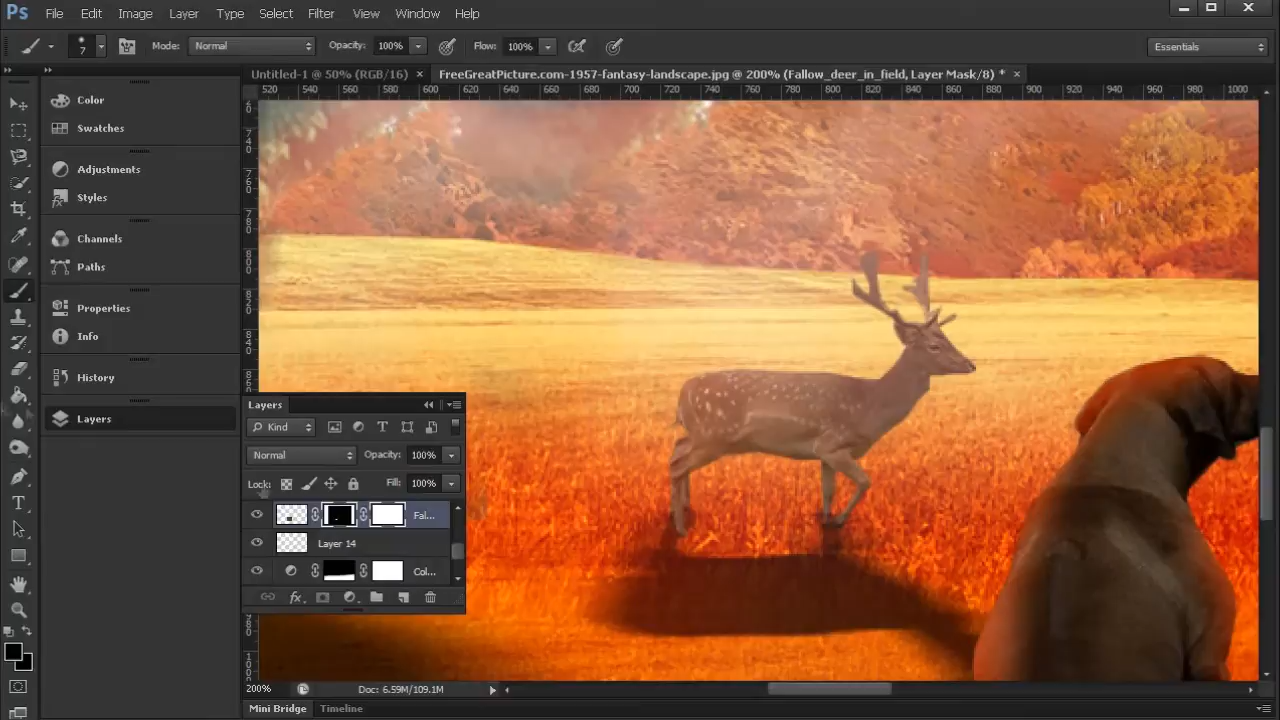 Ps File Edit Image Layer Type Select Filter View Window Help
7 Mode: Normal Opacity: 100% Flow: 100% Essentials
Untitled-1 @ 50% (RGB/16) × FreeGreatPicture.com-1957-fantasy-landscape.jpg @ 200% (Fallow_deer_in_field, Layer Mask/8) * ×
520 540 560 580 600 620 640 660 680 700 720 740 760 780 800 820 840 860 880 900 920 940 960 980 1000
Color
Swatches
Adjustments
Styles
Channels
Paths
Properties
Info
History
Layers
Layers
Kind
Normal Opacity: 100%
Lock: Fill: 100%
Fal...
Layer 14
Col...
fx
200% Doc: 6.59M/109.1M
Mini Bridge Timeline